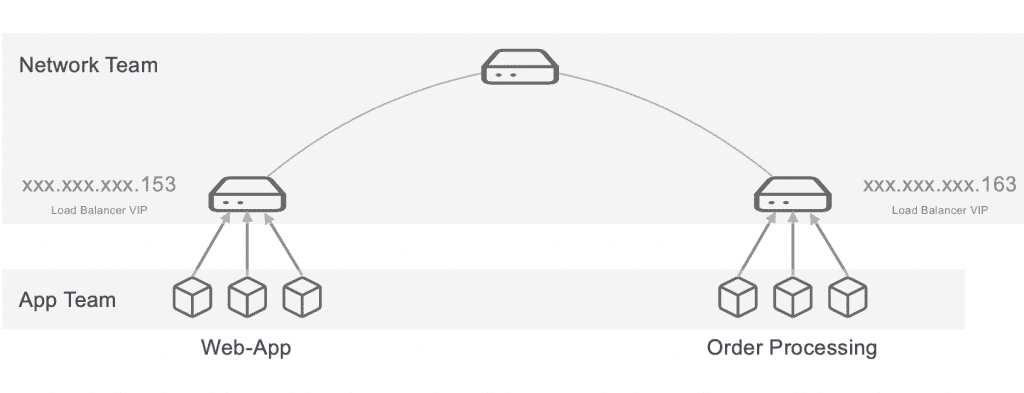 Network Team
xxx.xxx.xxx.153
Load Balancer VIP
xxx.xxx.xxx.163
Load Balancer VIP
App Team
Web-App
Order Processing